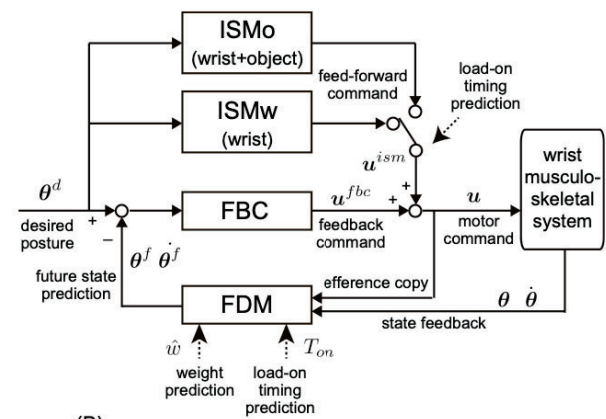 ISMo
(wrist+object)
feed-forward
command
load-on
timing
prediction
ISMw
(wrist)
u^{ism}
wrist
musculo-
skeletal
system
θ^d
desired
posture
+
−
FBC
u^{fbc}
feedback
command
+
+
u
motor
command
θ^f θ̇^f
future state
prediction
FDM
efference copy
θ θ̇
state feedback
ŵ
weight
prediction
T_{on}
load-on
timing
prediction